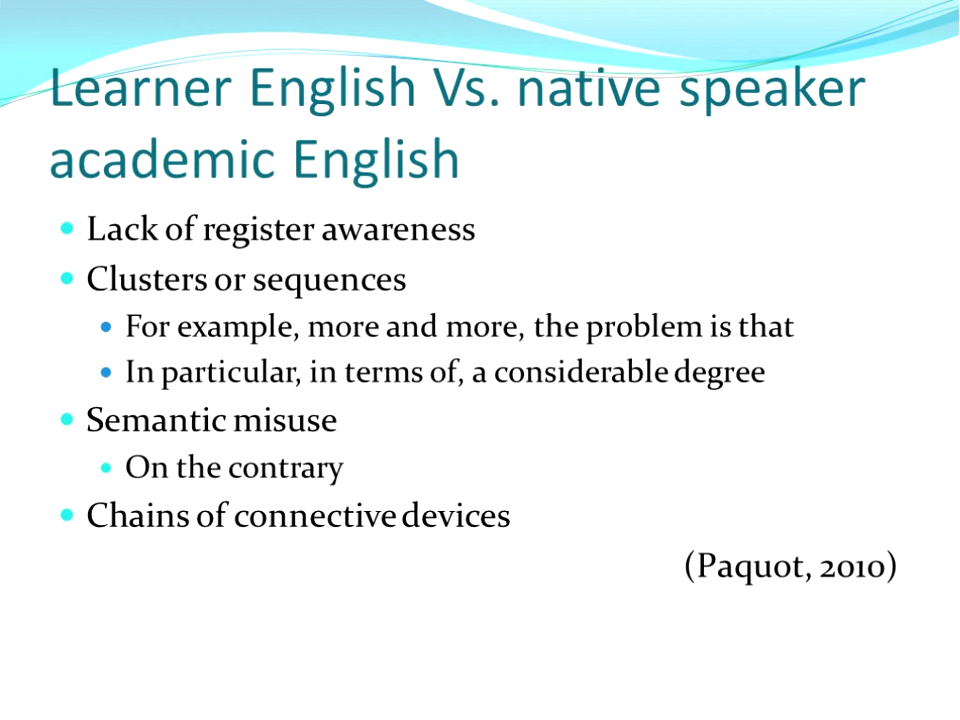 Learner English Vs. native speaker
academic English
Lack of register awareness
Clusters or sequences
For example, more and more, the problem is that
In particular, in terms of, a considerable degree
Semantic misuse
On the contrary
Chains of connective devices
(Paquot, 2010)